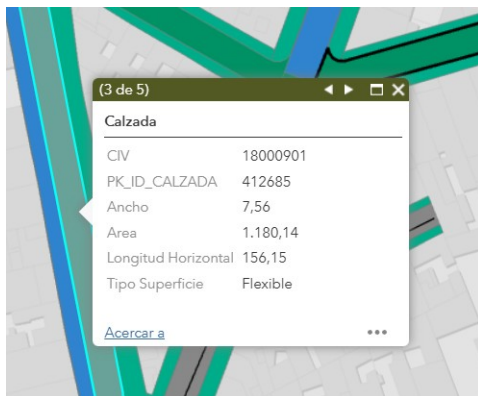 (3 de 5)
Calzada
CIV 18000901
PK_ID_CALZADA 412685
Ancho 7,56
Area 1.180,14
Longitud Horizontal 156,15
Tipo Superficie Flexible
Acercar a